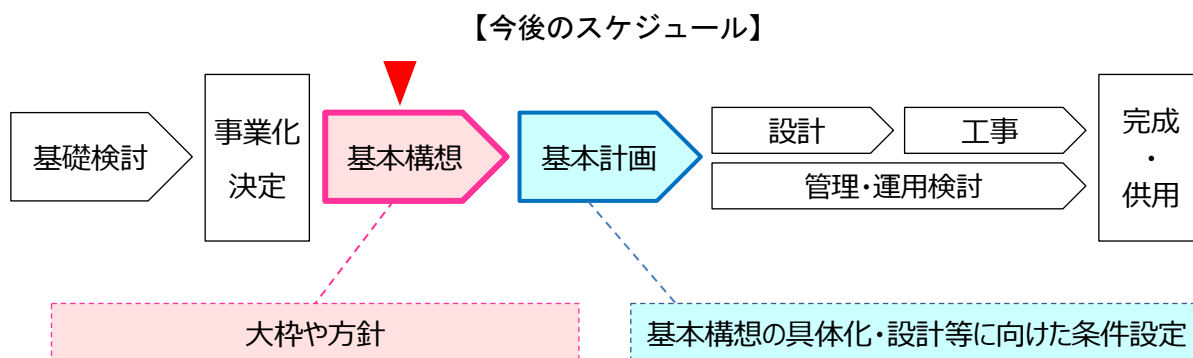 【今後のスケジュール】
基礎検討
事業化
決定
基本構想
基本計画
設計
工事
管理・運用検討
完成
・
供用
大枠や方針
基本構想の具体化・設計等に向けた条件設定